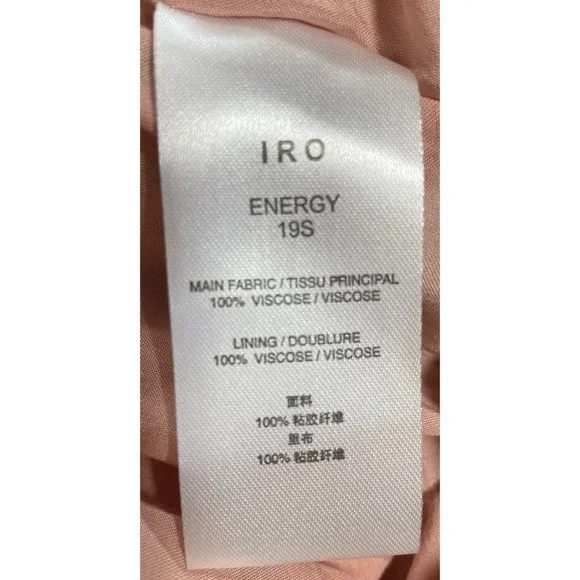 IRO
ENERGY
19S
MAIN FABRIC / TISSU PRINCIPAL
100% VISCOSE / VISCOSE
LINING / DOUBLURE
100% VISCOSE / VISCOSE
面料
100% 粘胶纤维
里布
100% 粘胶纤维